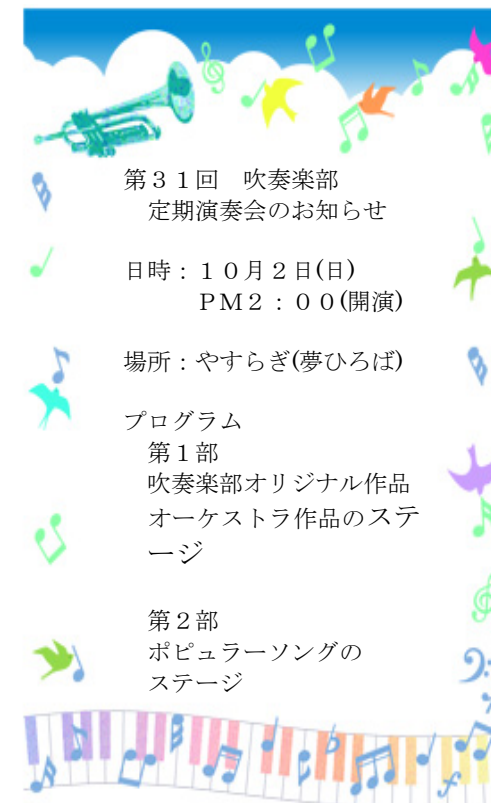 第３１回　吹奏楽部
定期演奏会のお知らせ
日時：１０月２日(日)
ＰＭ２：００(開演)
場所：やすらぎ(夢ひろば)
プログラム
第１部
吹奏楽部オリジナル作品
オーケストラ作品のステ
ージ
第２部
ポピュラーソングの
ステージ